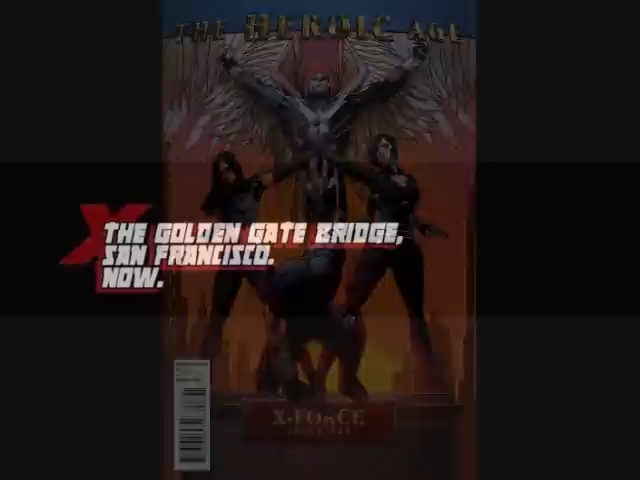 THE HEROIC AGE
X
THE GOLDEN GATE BRIDGE,
SAN FRANCISCO.
NOW.
X-FORCE